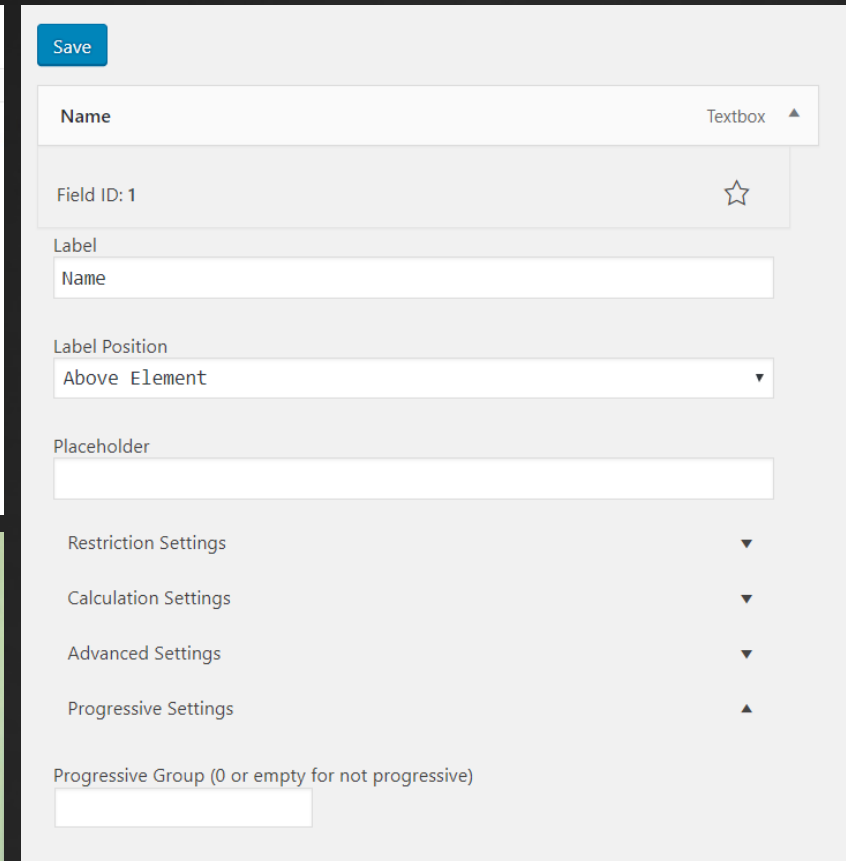 Save
Name Textbox
Field ID: 1
Label
Name
Label Position
Above Element
Placeholder
Restriction Settings
Calculation Settings
Advanced Settings
Progressive Settings
Progressive Group (0 or empty for not progressive)